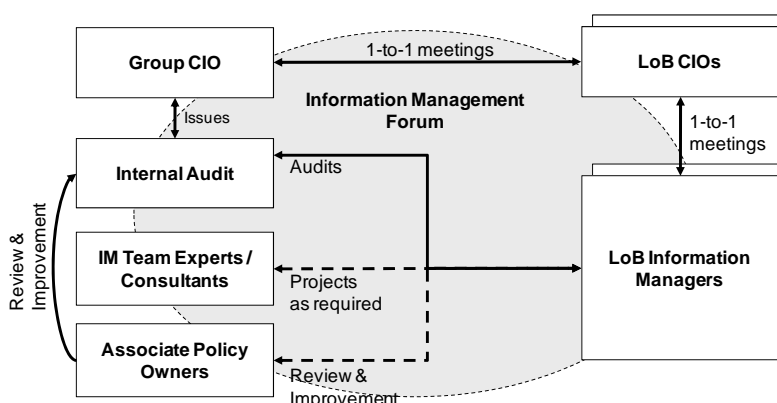 Group CIO
1-to-1 meetings
LoB CIOs
Information Management
Forum
Issues
1-to-1
meetings
Internal Audit
Audits
Review &
Improvement
IM Team Experts /
Consultants
Projects
as required
LoB Information
Managers
Associate Policy
Owners
Review &
Improvement